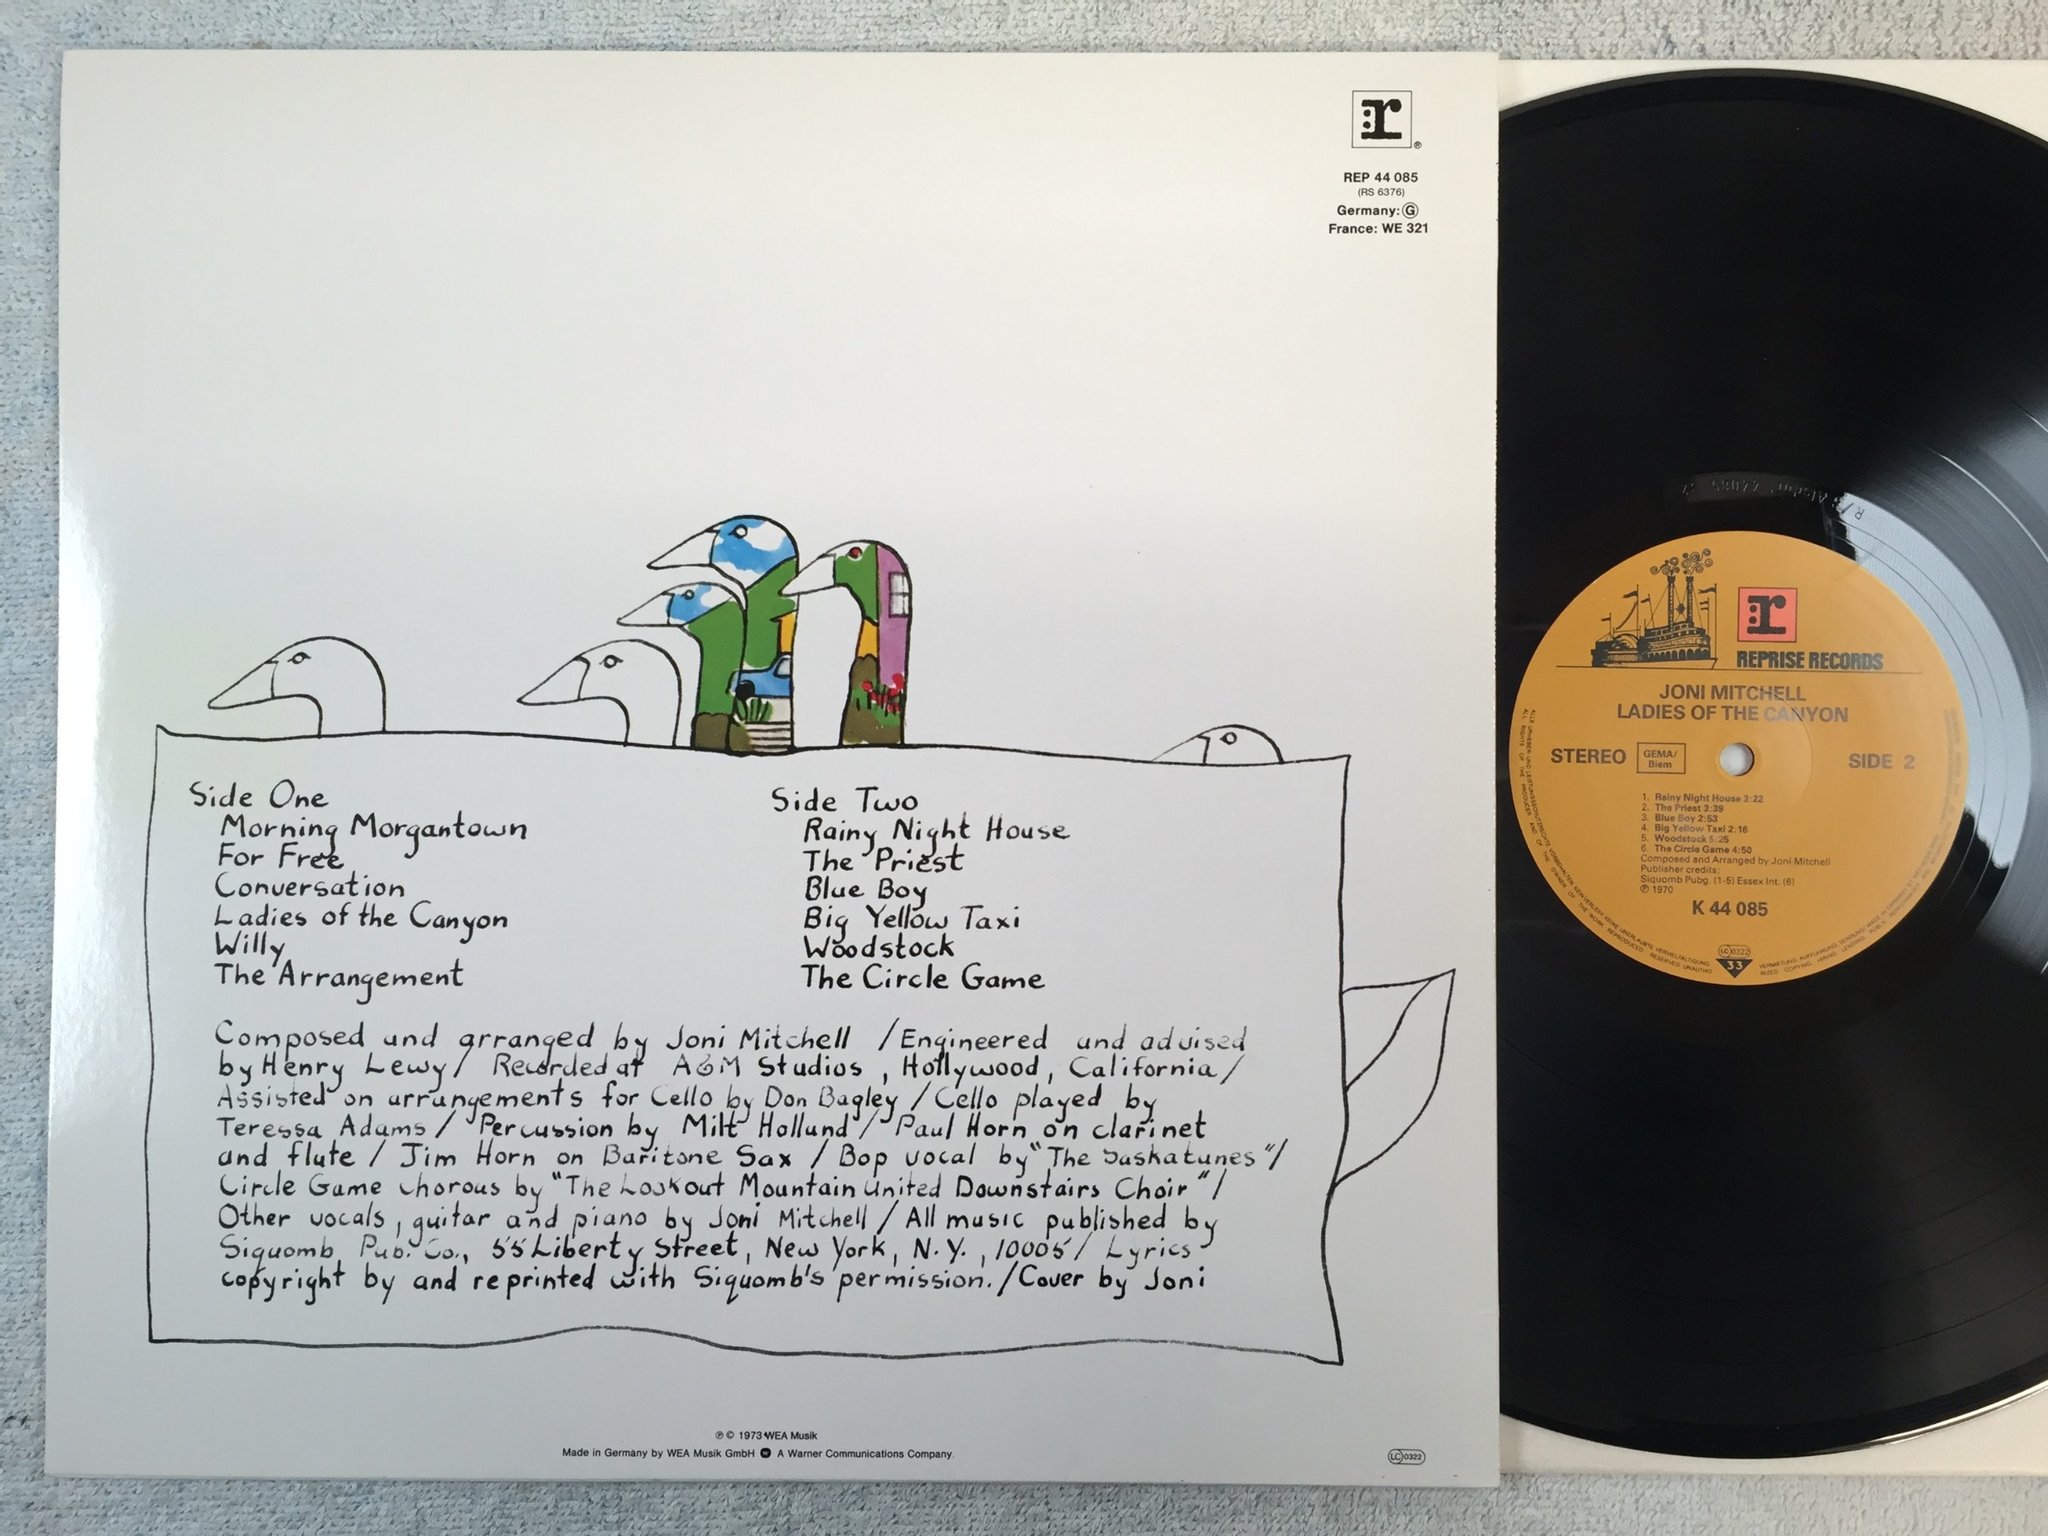 r
®
REP 44 085
(RS 6376)
Germany: G
France: WE 321
Side One
Morning Morgantown
For Free
Conversation
Ladies of the Canyon
Willy
The Arrangement
Side Two
Rainy Night House
The Priest
Blue Boy
Big Yellow Taxi
Woodstock
The Circle Game
Composed and arranged by Joni Mitchell / Engineered and advised
by Henry Lewy / Recorded at A&M Studios, Hollywood, California /
Assisted on arrangements for Cello by Don Bagley / Cello played by
Teressa Adams / Percussion by Milt Holland / Paul Horn on clarinet
and flute / Jim Horn on Baritone Sax / Bop vocal by "The Saskatunes" /
Circle Game chorous by "The Lookout Mountain United Downstairs Choir" /
Other vocals, guitar and piano by Joni Mitchell / All music published by
Siquomb Pub. Co., 55 Liberty Street, New York, N.Y., 10005 / Lyrics
copyright by and reprinted with Siquomb's permission. / Cover by Joni
℗ © 1973 WEA Musik
Made in Germany by WEA Musik GmbH A Warner Communications Company.
LC 0322
r
REPRISE RECORDS
JONI MITCHELL
LADIES OF THE CANYON
STEREO
GEMA/
Biem
SIDE 2
1. Rainy Night House 3:22
2. The Priest 3:39
3. Blue Boy 2:53
4. Big Yellow Taxi 2:16
5. Woodstock 5:25
6. The Circle Game 4:50
Composed and Arranged by Joni Mitchell
Publisher credits:
Siquomb Pubg. (1-5) Essex Int. (6)
℗ 1970
K 44 085
LC 0322
33